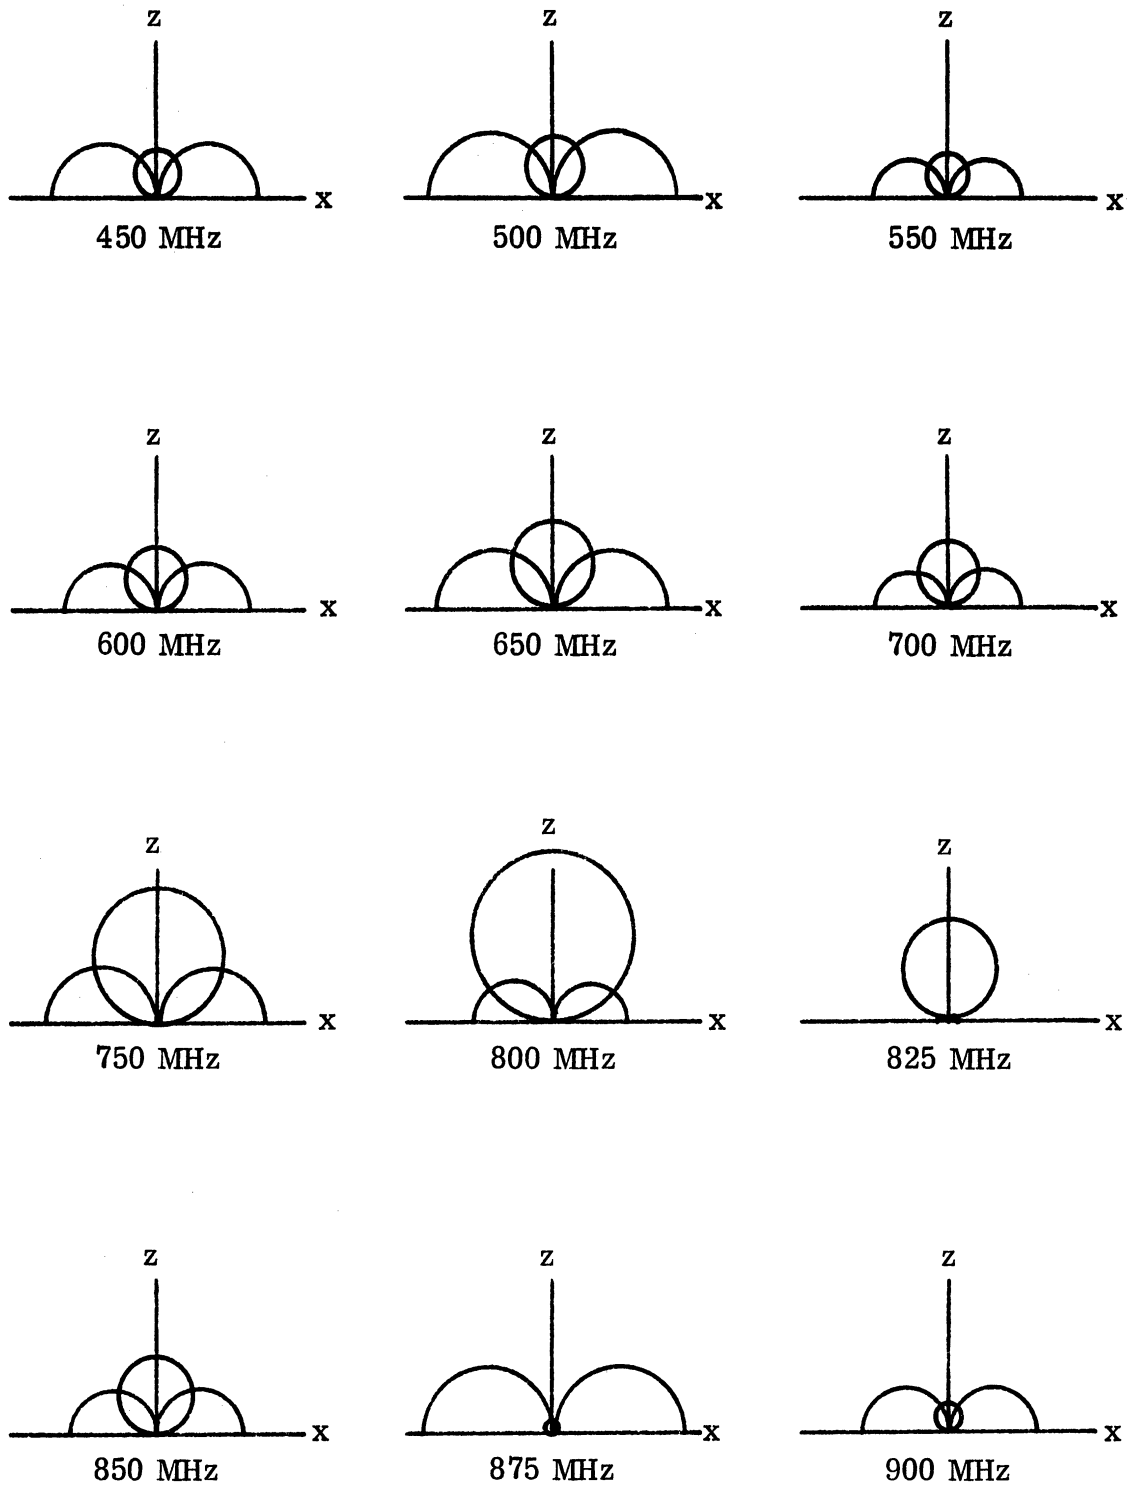 z z z
x x x
450 MHz 500 MHz 550 MHz
z z z
x x x
600 MHz 650 MHz 700 MHz
z z z
x x x
750 MHz 800 MHz 825 MHz
z z z
x x x
850 MHz 875 MHz 900 MHz